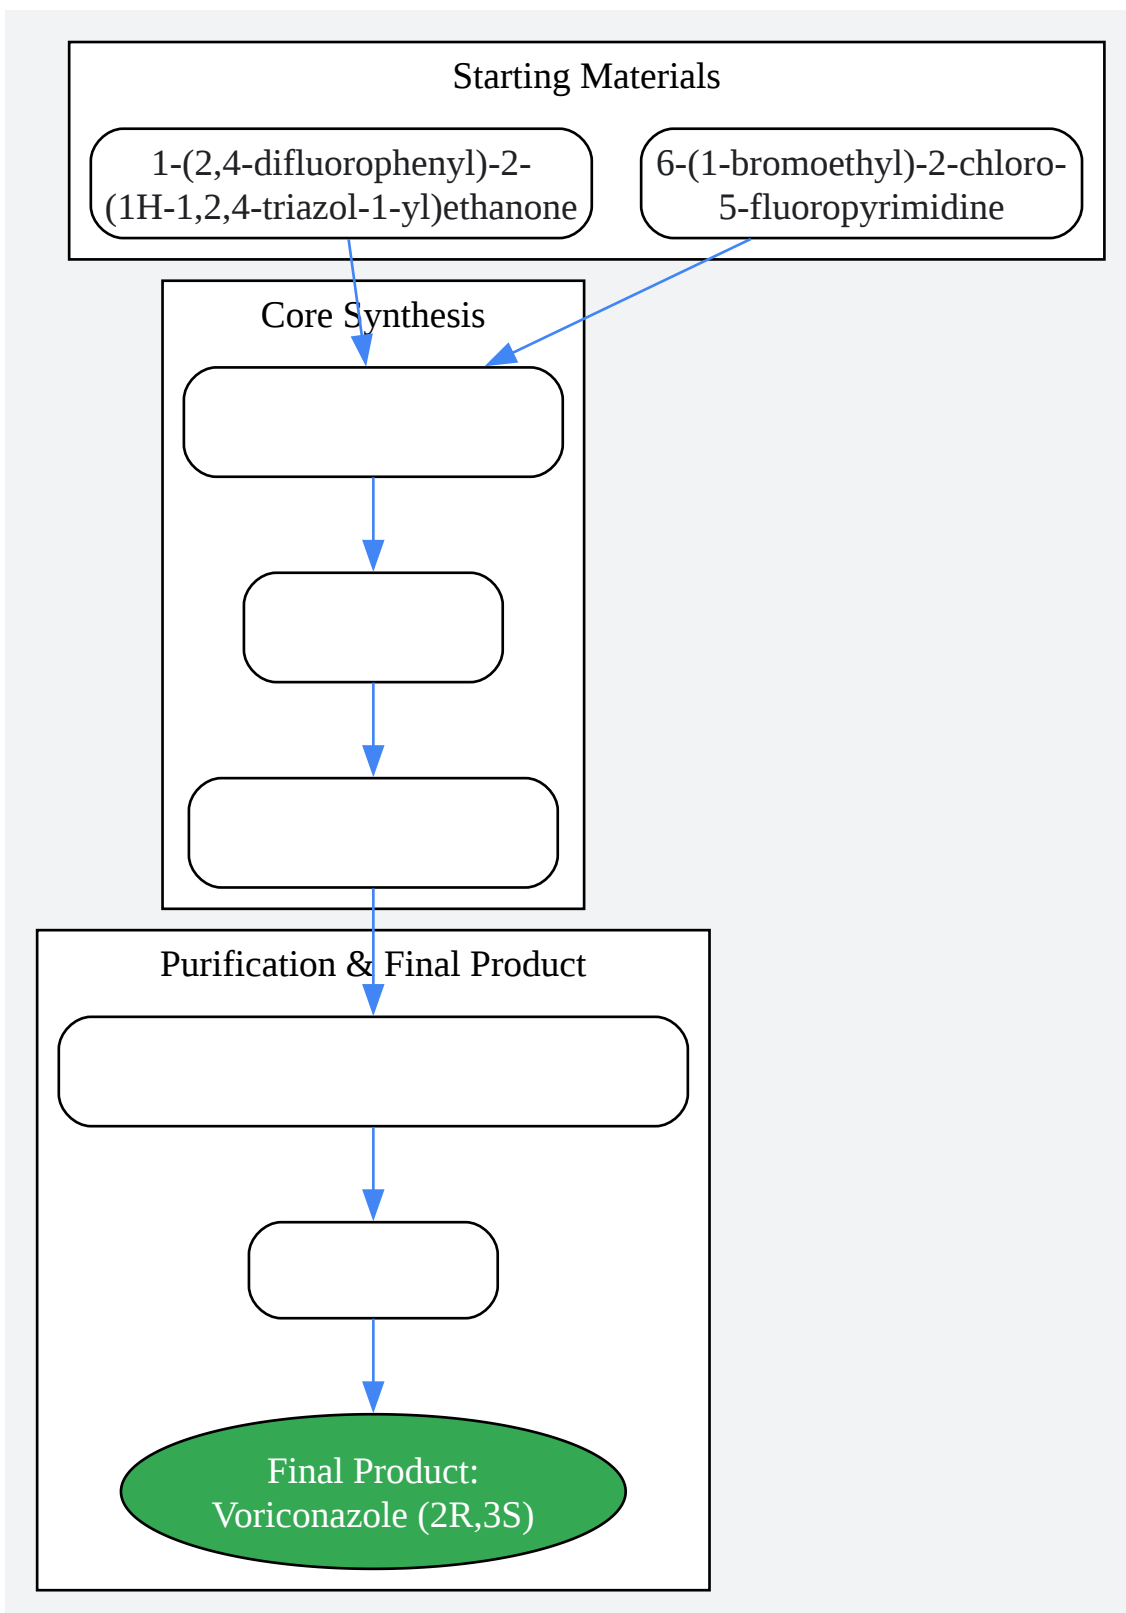 Starting Materials
1-(2,4-difluorophenyl)-2-
(1H-1,2,4-triazol-1-yl)ethanone
6-(1-bromoethyl)-2-chloro-
5-fluoropyrimidine
Core Synthesis
Purification & Final Product
Final Product:
Voriconazole (2R,3S)